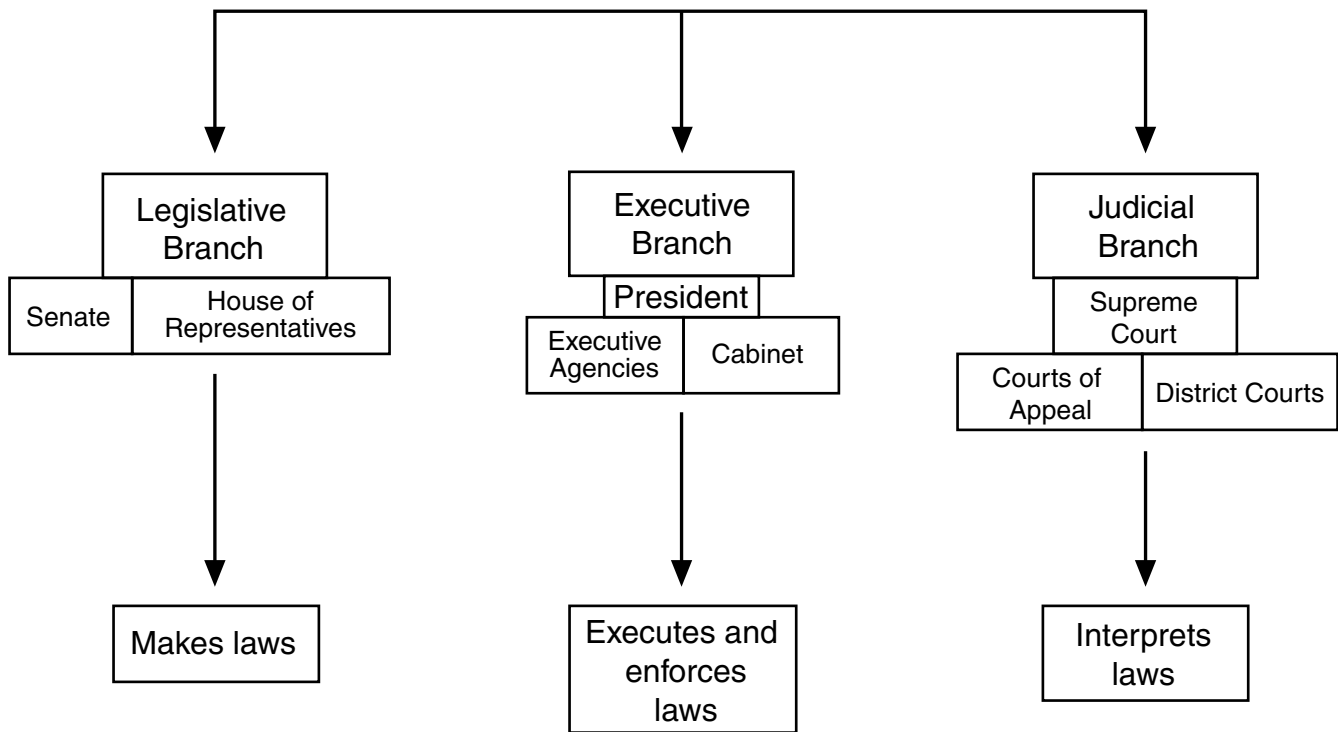 Legislative
Branch
Senate
House of
Representatives
Makes laws
Executive
Branch
President
Executive
Agencies
Cabinet
Executes and
enforces
laws
Judicial
Branch
Supreme
Court
Courts of
Appeal
District Courts
Interprets
laws